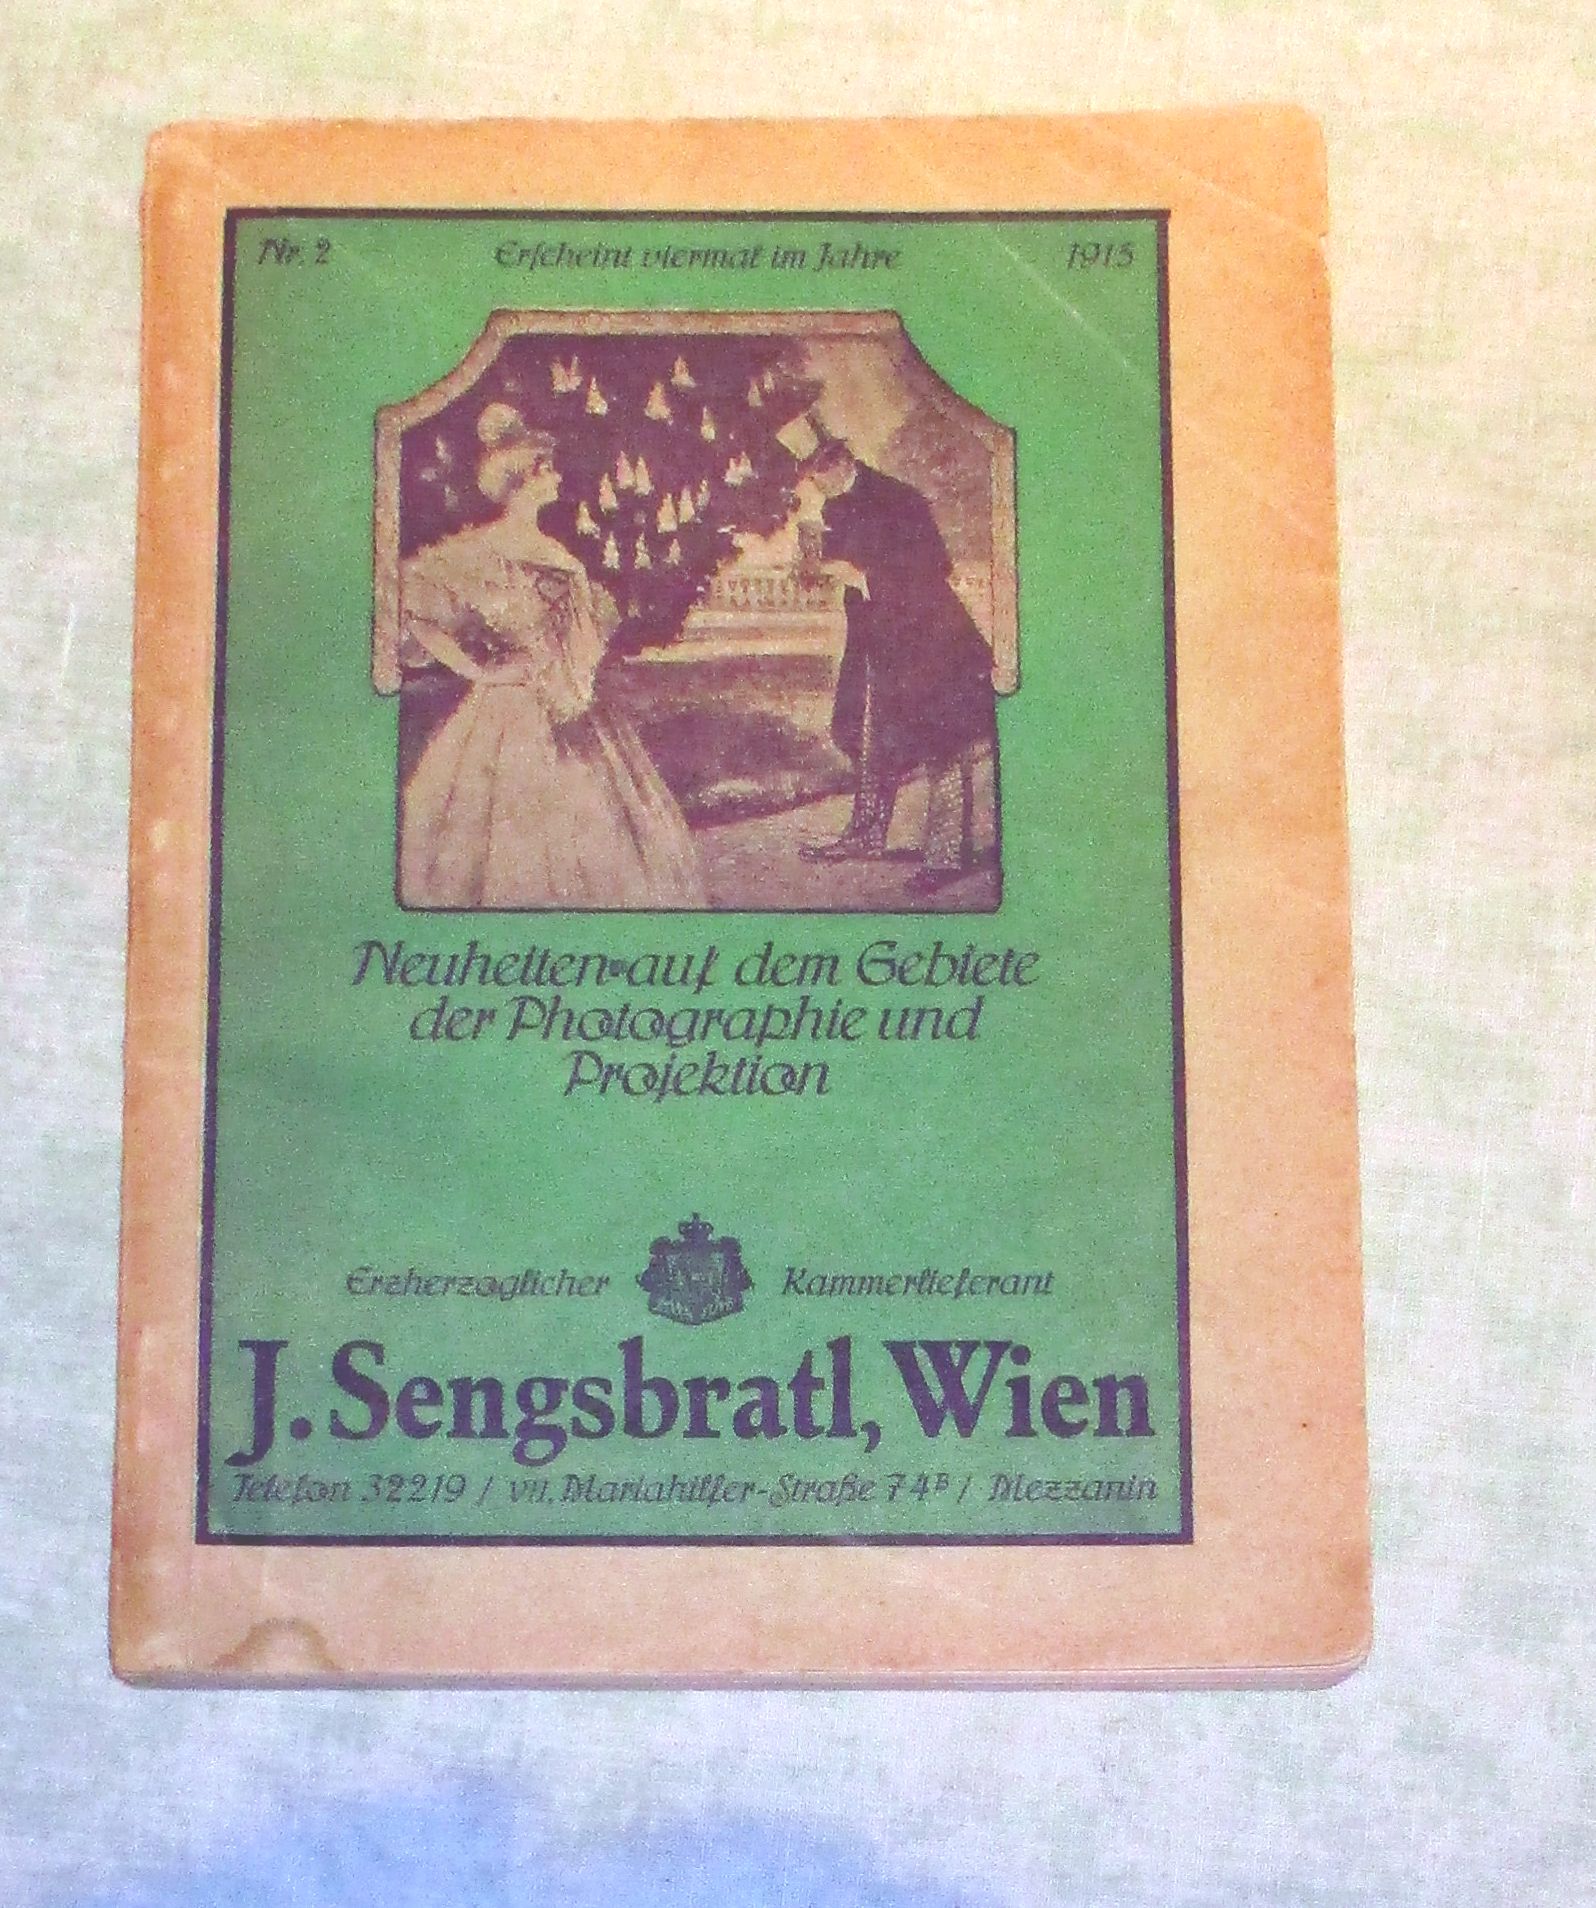 Nr. 2 Erscheint viermal im Jahre 1915
Neuheiten auf dem Gebiete
der Photographie und
Projektion
Erzherzoglicher Kammerlieferant
J. Sengsbratl, Wien
Telefon 32219 / VII. Mariahilfer-Straße 74B / Mezzanin